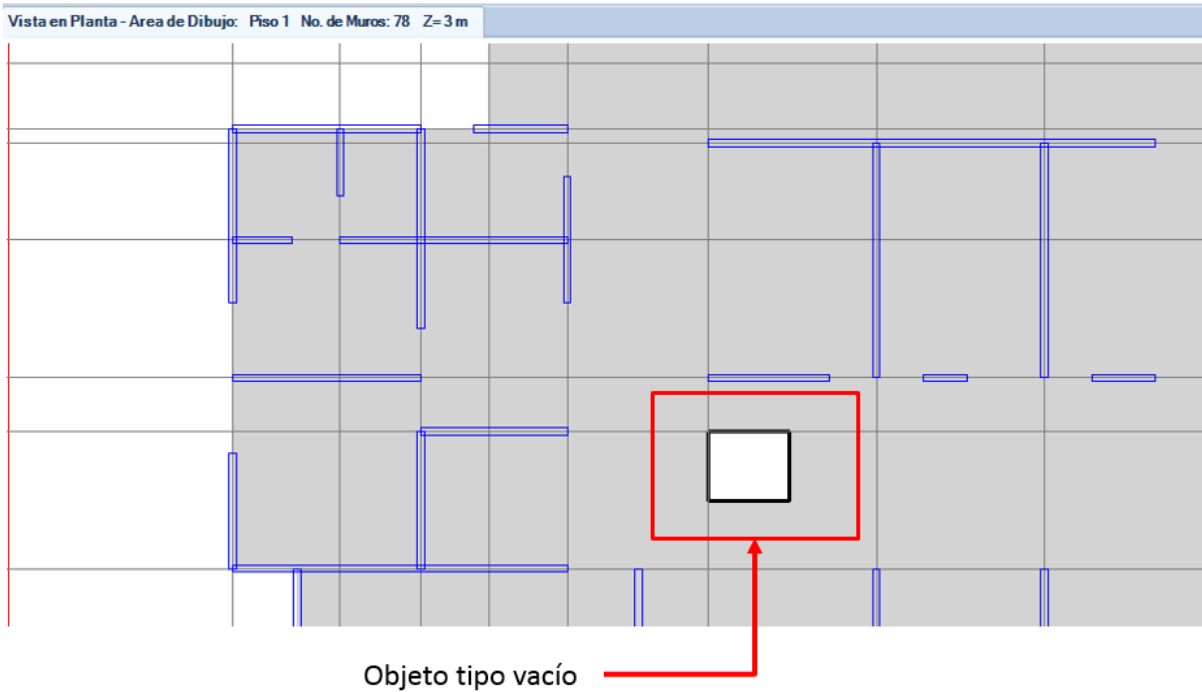 Vista en Planta - Area de Dibujo: Piso 1 No. de Muros: 78 Z= 3 m
Objeto tipo vacío